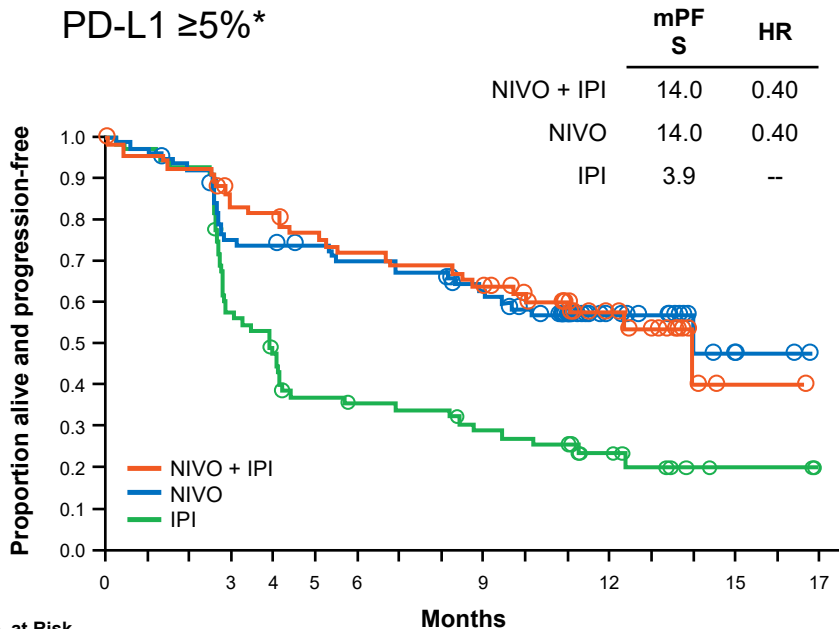 PD-L1 ≥5%*
mPF
S HR
NIVO + IPI 14.0 0.40
NIVO 14.0 0.40
IPI 3.9 --
Proportion alive and progression-free
1.0
0.9
0.8
0.7
0.6
0.5
0.4
0.3
0.2
0.1
0.0
NIVO + IPI
NIVO
IPI
0 3 4 5 6 9 12 15 17
Months
at Risk